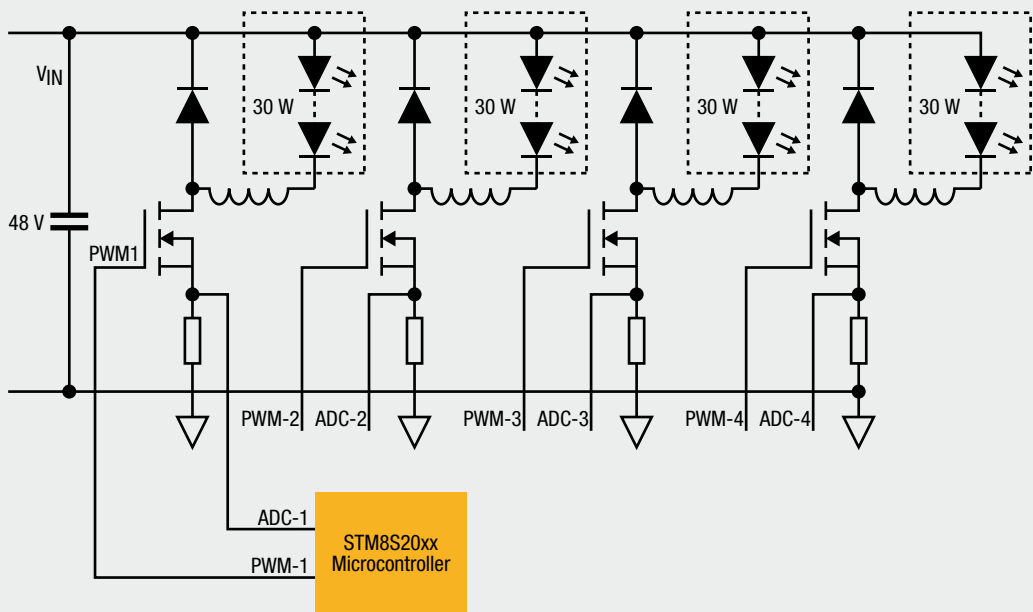 VIN
30 W
30 W
30 W
30 W
48 V
PWM1
PWM-2
ADC-2
PWM-3
ADC-3
PWM-4
ADC-4
ADC-1
PWM-1
STM8S20xx
Microcontroller